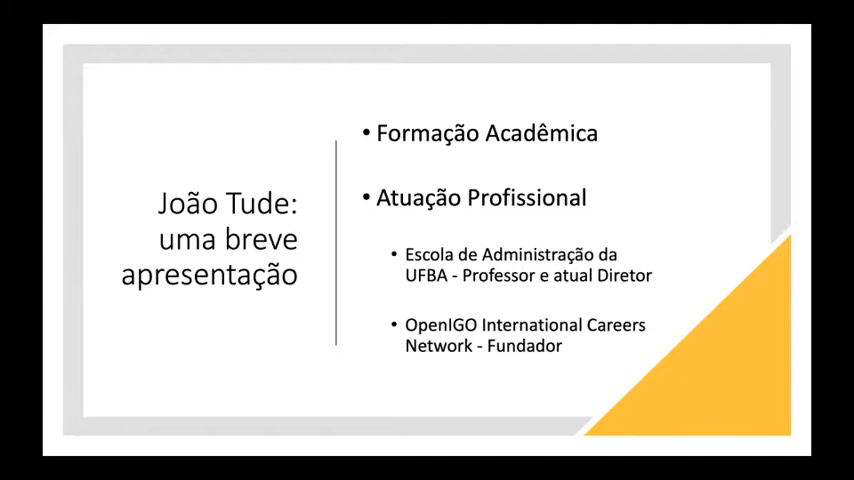 João Tude:
uma breve
apresentação
• Formação Acadêmica
• Atuação Profissional
• Escola de Administração da
UFBA - Professor e atual Diretor
• OpenIGO International Careers
Network - Fundador